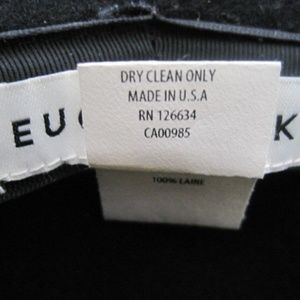 DRY CLEAN ONLY
MADE IN U.S.A
RN 126634
CA00985
100% LAINE